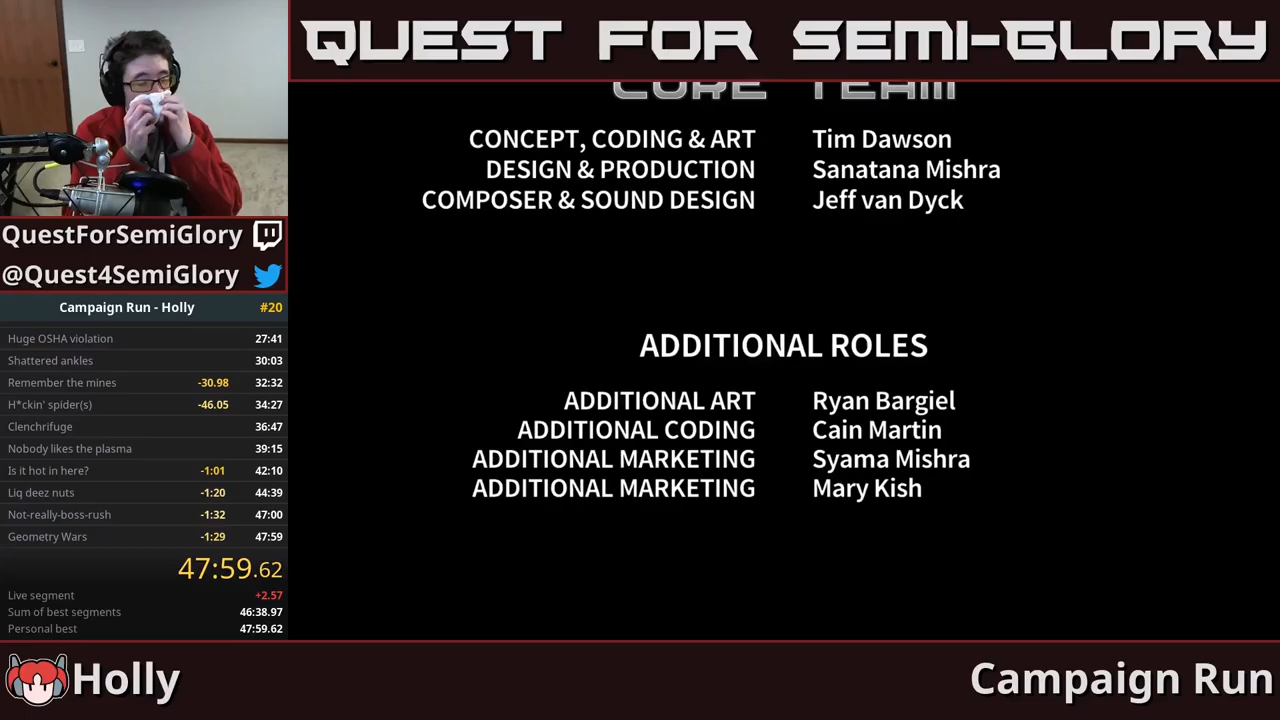 QUEST FOR SEMI-GLORY
CORE TEAM
CONCEPT, CODING & ART Tim Dawson
DESIGN & PRODUCTION Sanatana Mishra
COMPOSER & SOUND DESIGN Jeff van Dyck
ADDITIONAL ROLES
ADDITIONAL ART Ryan Bargiel
ADDITIONAL CODING Cain Martin
ADDITIONAL MARKETING Syama Mishra
ADDITIONAL MARKETING Mary Kish
QuestForSemiGlory
@Quest4SemiGlory
Campaign Run - Holly #20
Huge OSHA violation 27:41
Shattered ankles 30:03
Remember the mines -30.98 32:32
H*ckin' spider(s) -46.05 34:27
Clenchrifuge 36:47
Nobody likes the plasma 39:15
Is it hot in here? -1:01 42:10
Liq deez nuts -1:20 44:39
Not-really-boss-rush -1:32 47:00
Geometry Wars -1:29 47:59
47:59.62
Live segment +2.57
Sum of best segments 46:38.97
Personal best 47:59.62
Holly
Campaign Run